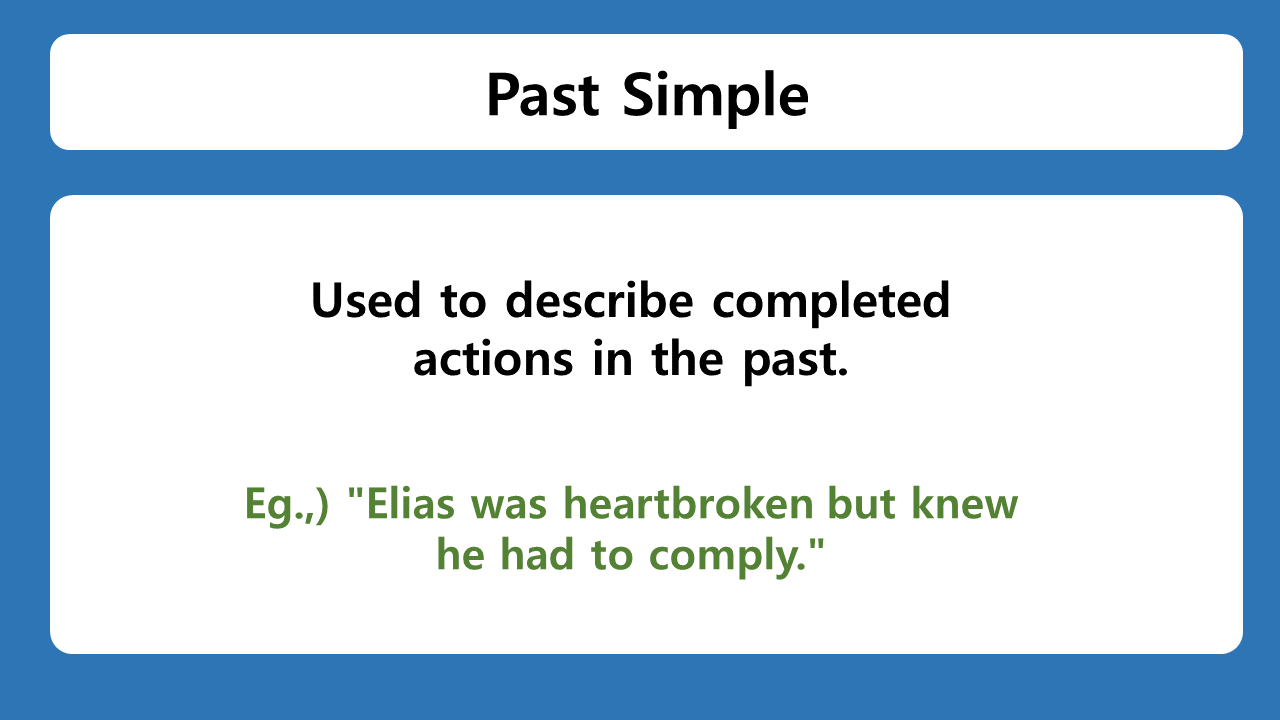 Past Simple
Used to describe completed
actions in the past.
Eg.,) "Elias was heartbroken but knew
he had to comply."